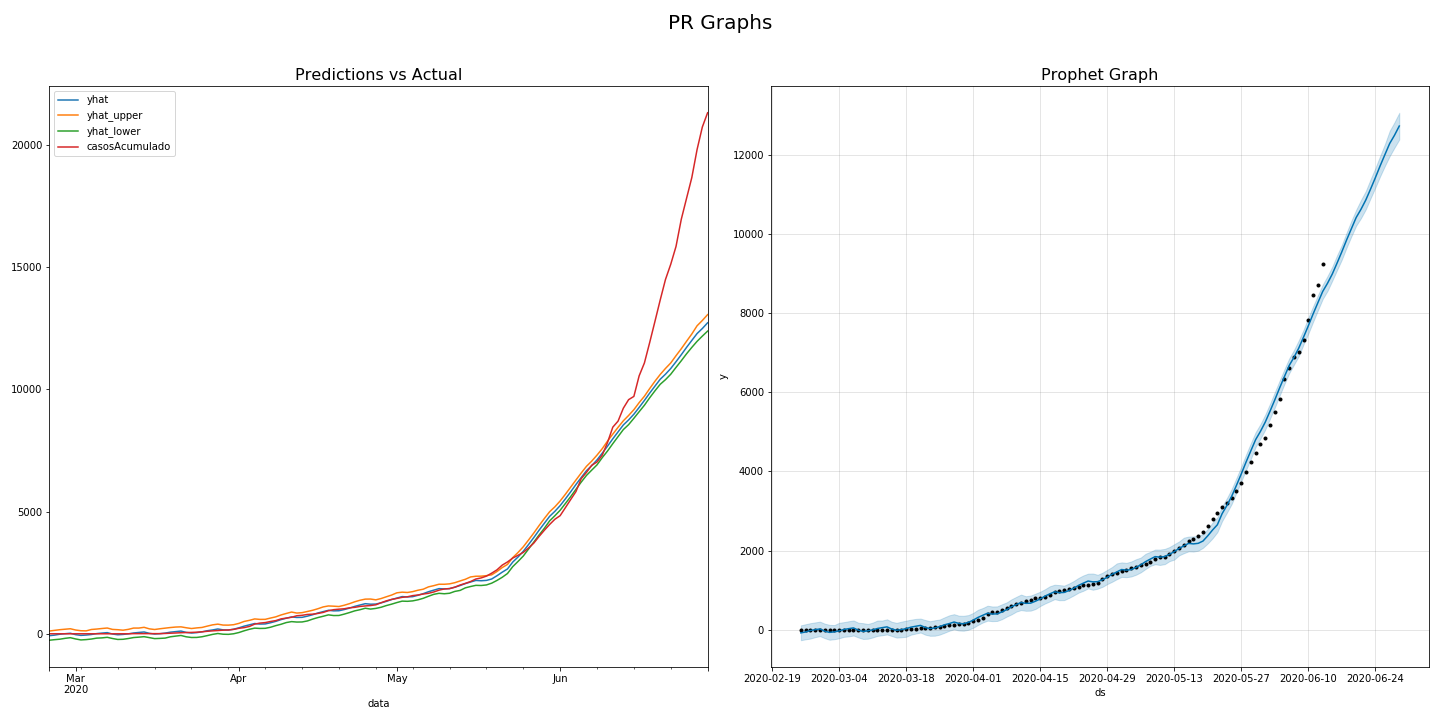 PR Graphs
Predictions vs Actual
yhat
yhat_upper
yhat_lower
casosAcumulado
20000
15000
10000
5000
0
Mar
2020
Apr
May
Jun
data
Prophet Graph
y
12000
10000
8000
6000
4000
2000
0
2020-02-19 2020-03-04 2020-03-18 2020-04-01 2020-04-15 2020-04-29 2020-05-13 2020-05-27 2020-06-10 2020-06-24
ds